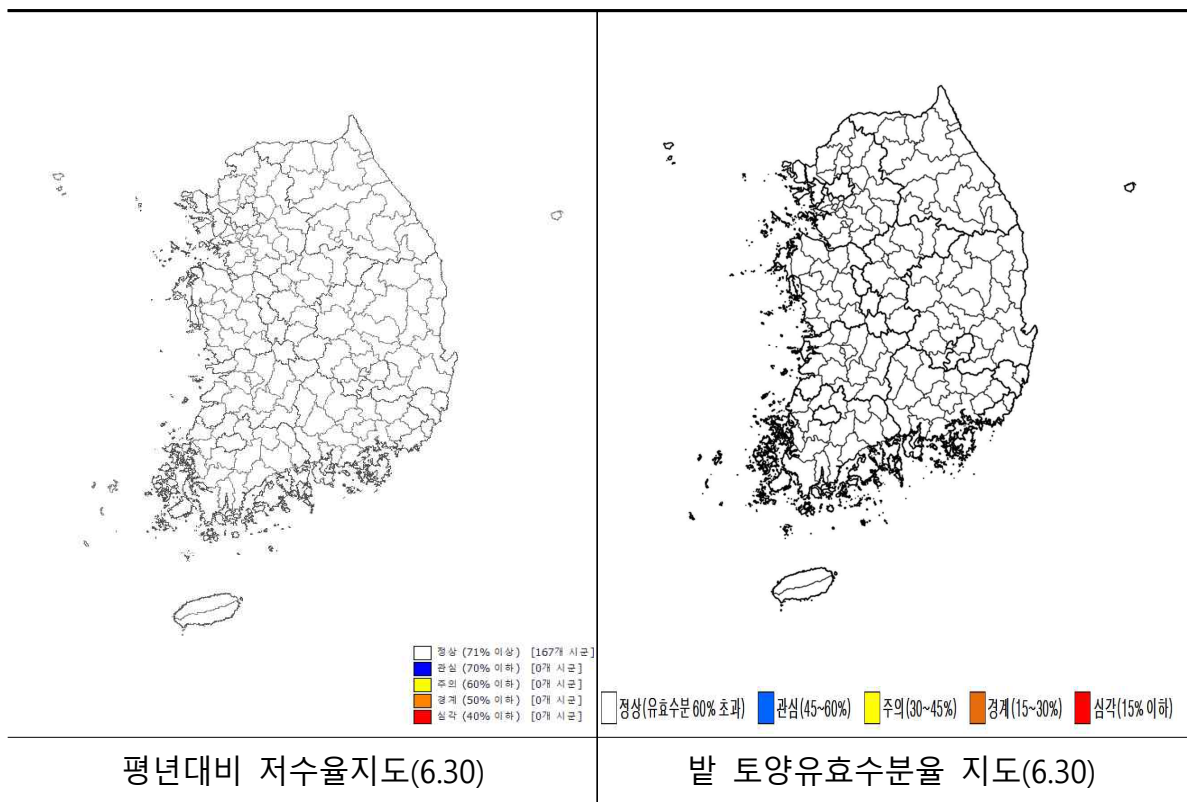 정상 (71% 이상) [167개 시군]
관심 (70% 이하) [0개 시군]
주의 (60% 이하) [0개 시군]
경계 (50% 이하) [0개 시군]
심각 (40% 이하) [0개 시군]
정상(유효수분 60% 초과) 관심(45~60%) 주의(30~45%) 경계(15~30%) 심각(15% 이하)
평년대비 저수율지도(6.30)
밭 토양유효수분율 지도(6.30)